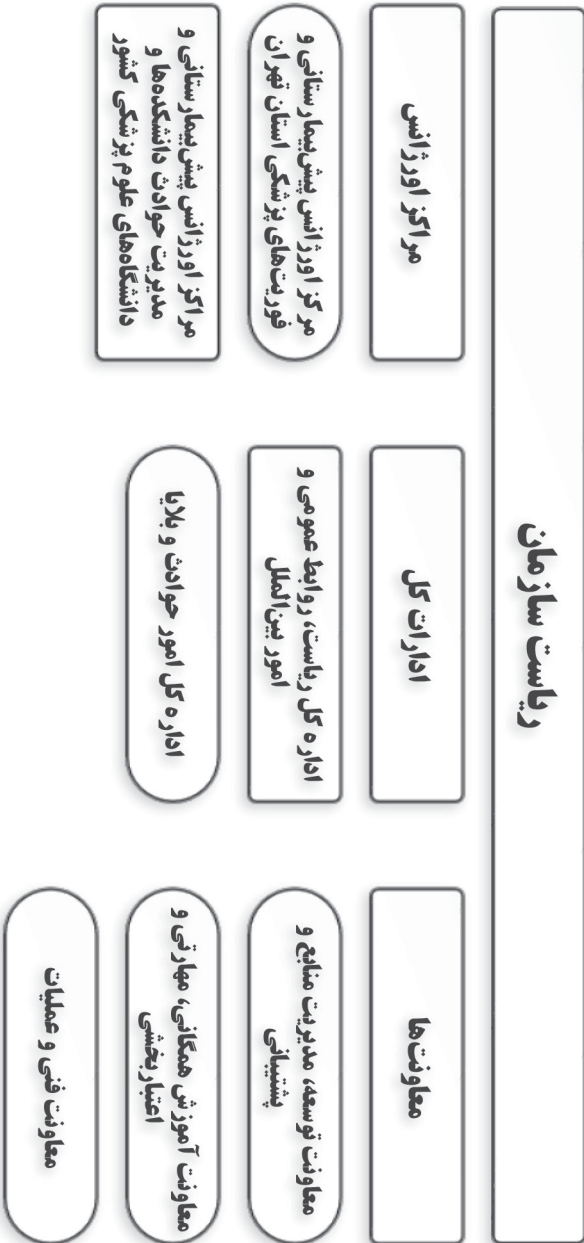 ریاست سازمان
معاونت‌ها
معاونت توسعه، مدیریت منابع و
پشتیبانی
معاونت آموزش همگانی، مهارتی و
اعتباربخشی
معاونت فنی و عملیات
ادارات کل
اداره کل ریاست، روابط عمومی و
امور بین‌الملل
اداره کل امور حوادث و بلایا
مراکز اورژانس
مرکز اورژانس پیش‌بیمارستانی و
فوریت‌های پزشکی استان تهران
مراکز اورژانس پیش‌بیمارستانی و
مدیریت حوادث دانشکده‌ها و
دانشگاه‌های علوم پزشکی کشور